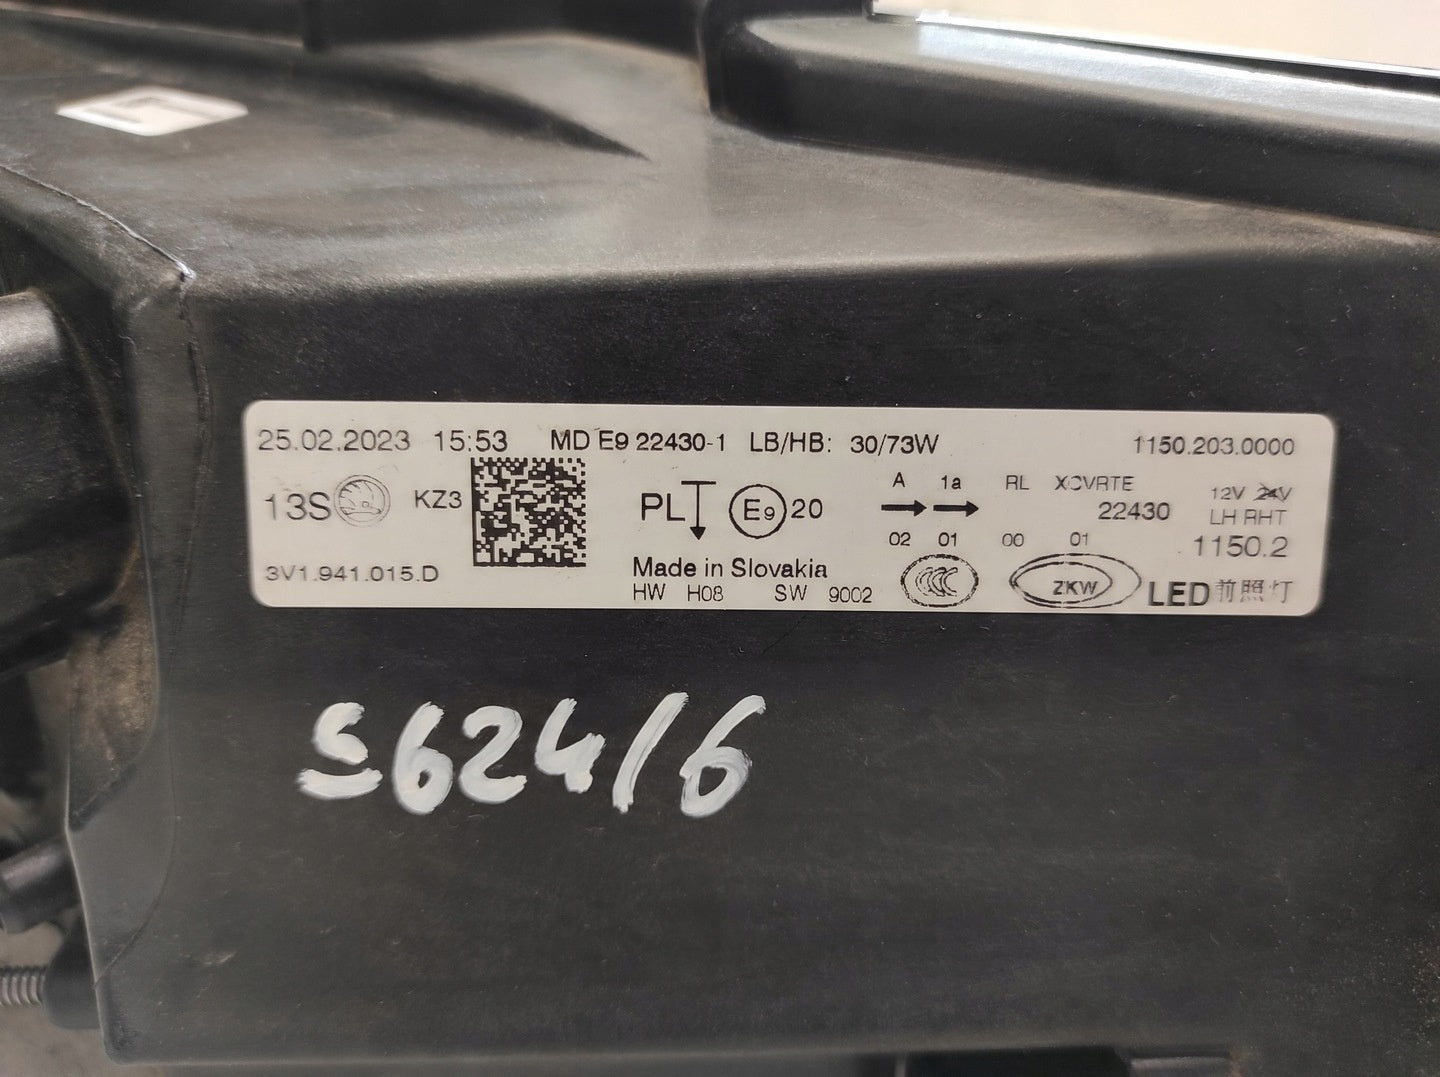 25.02.2023 15:53 MD E9 22430-1 LB/HB: 30/73W 1150.203.0000
13S KZ3 PL E9 20 A 1a RL XCVRTE 12V 24V
22430 LH RHT
02 01 00 01 1150.2
3V1.941.015.D Made in Slovakia CCC ZKW LED 前照灯
HW H08 SW 9002
S624/6